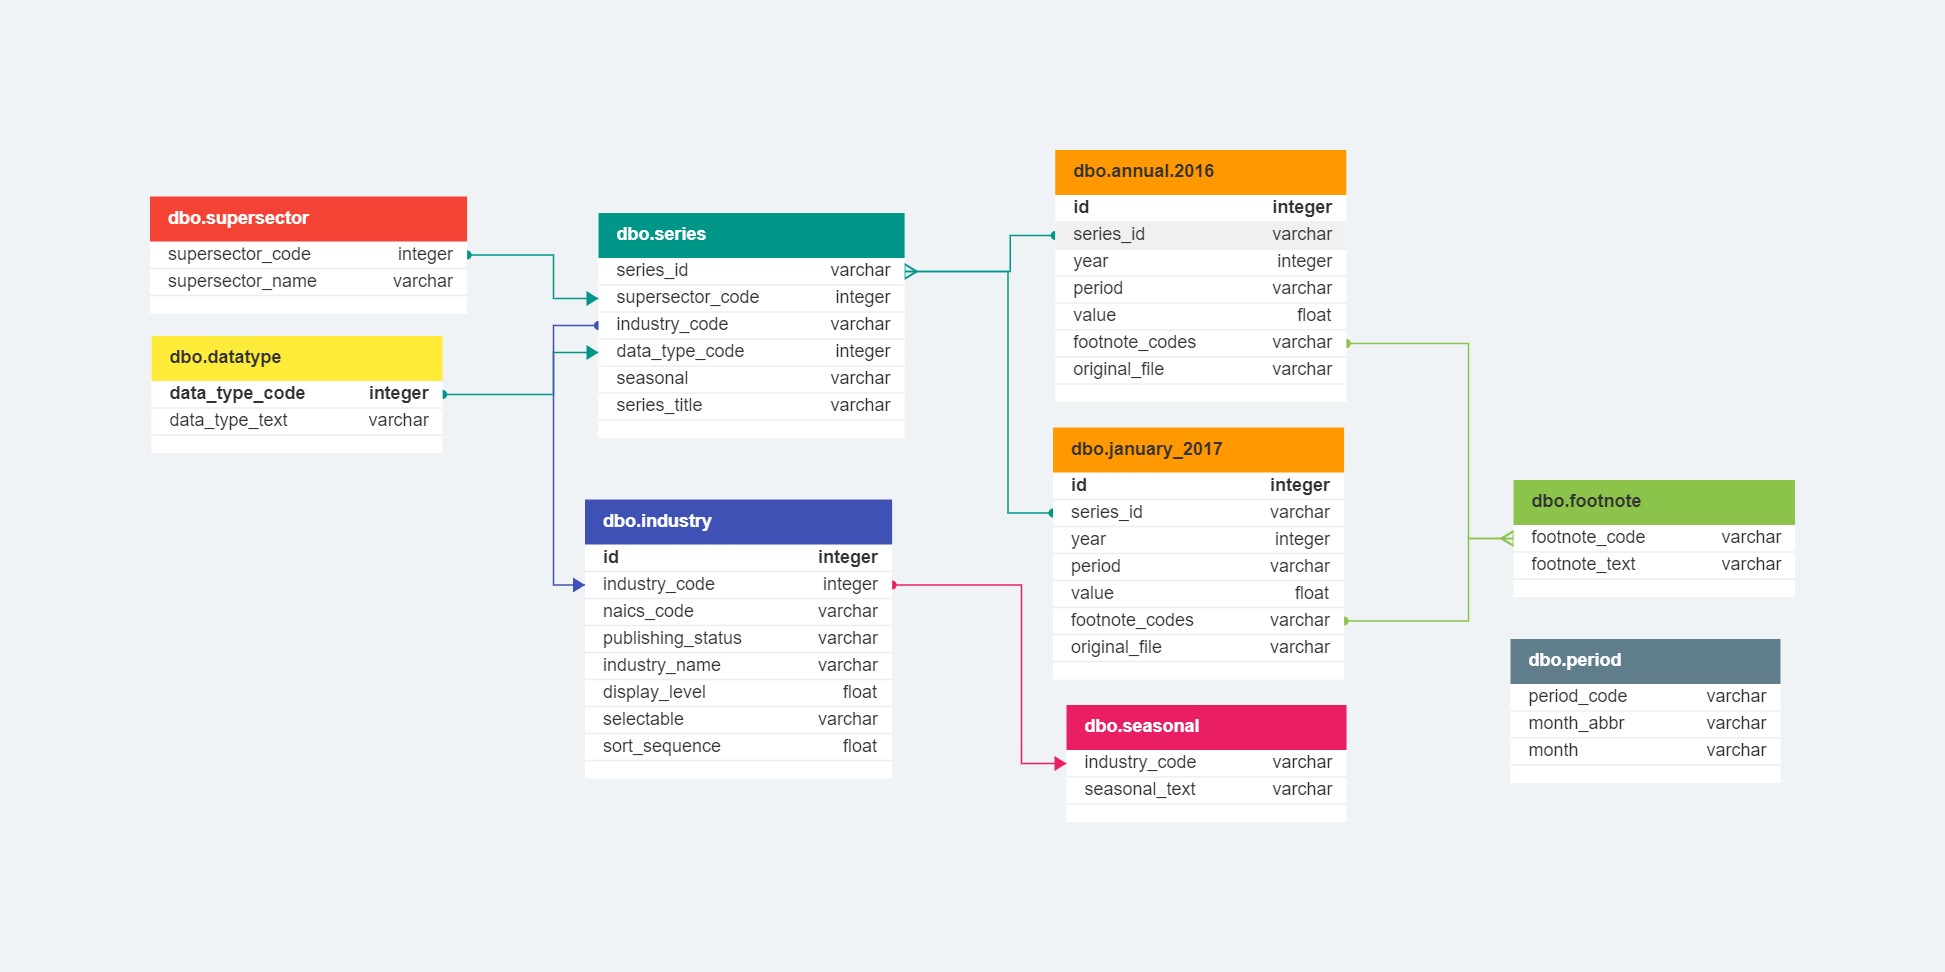 dbo.supersector
supersector_code integer
supersector_name varchar
dbo.datatype
data_type_code integer
data_type_text varchar
dbo.series
series_id varchar
supersector_code integer
industry_code varchar
data_type_code integer
seasonal varchar
series_title varchar
dbo.industry
id integer
industry_code integer
naics_code varchar
publishing_status varchar
industry_name varchar
display_level float
selectable varchar
sort_sequence float
dbo.annual.2016
id integer
series_id varchar
year integer
period varchar
value float
footnote_codes varchar
original_file varchar
dbo.january_2017
id integer
series_id varchar
year integer
period varchar
value float
footnote_codes varchar
original_file varchar
dbo.seasonal
industry_code varchar
seasonal_text varchar
dbo.footnote
footnote_code varchar
footnote_text varchar
dbo.period
period_code varchar
month_abbr varchar
month varchar